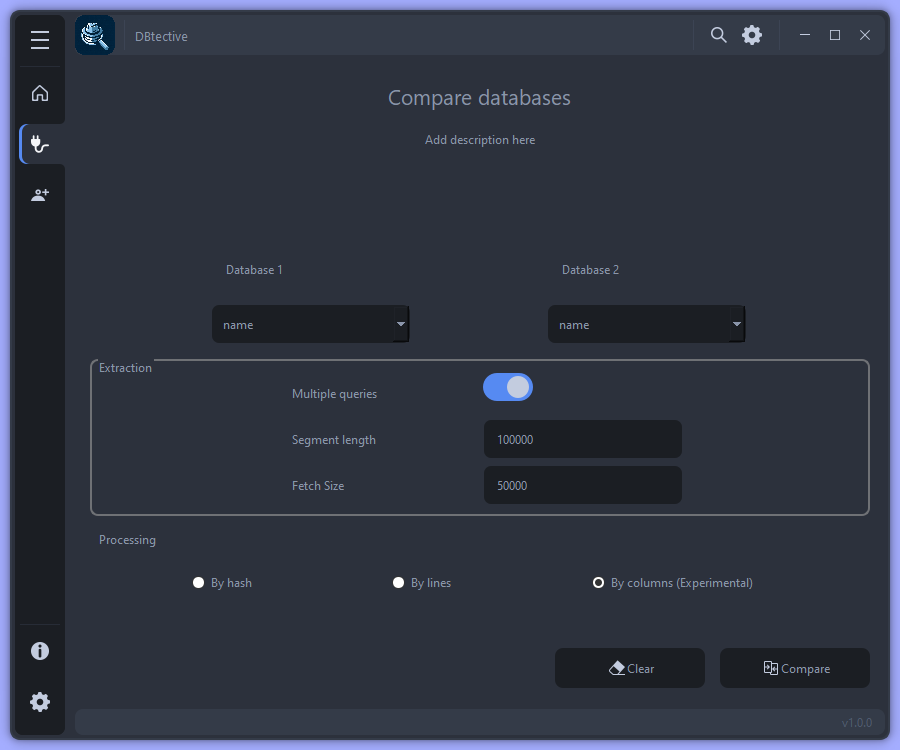 DBtective
Compare databases
Add description here
Database 1
Database 2
name
name
Extraction
Multiple queries
Segment length
100000
Fetch Size
50000
Processing
By hash
By lines
By columns (Experimental)
Clear
Compare
v1.0.0